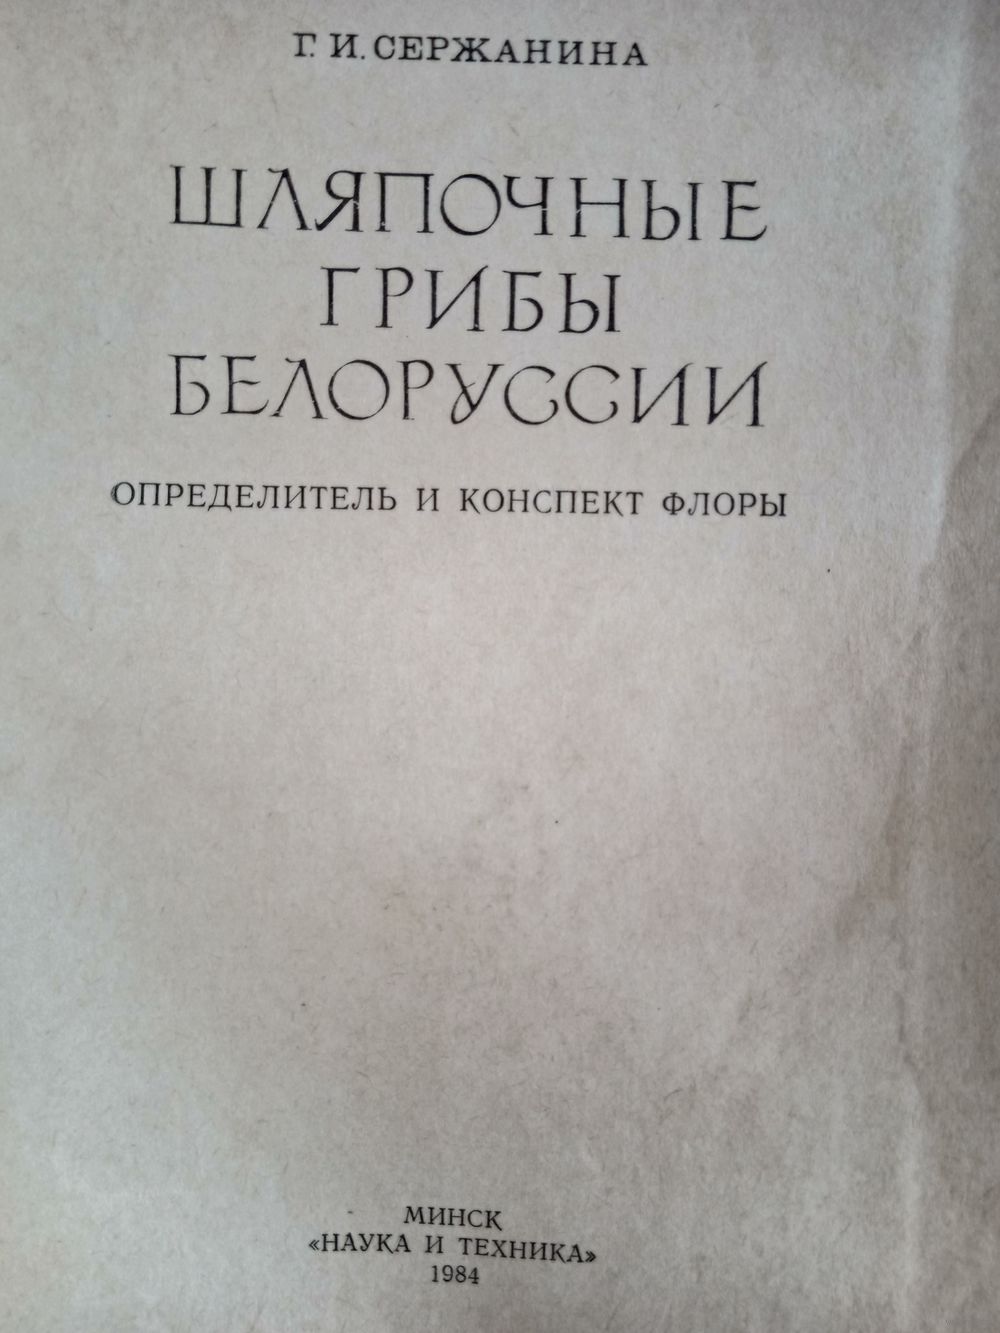 Г. И. СЕРЖАНИНА
ШЛЯПОЧНЫЕ
ГРИБЫ
БЕЛОРУССИИ
ОПРЕДЕЛИТЕЛЬ И КОНСПЕКТ ФЛОРЫ
МИНСК
«НАУКА И ТЕХНИКА»
1984